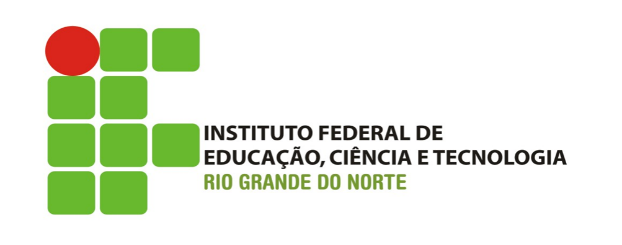 INSTITUTO FEDERAL DE
EDUCAÇÃO, CIÊNCIA E TECNOLOGIA
RIO GRANDE DO NORTE